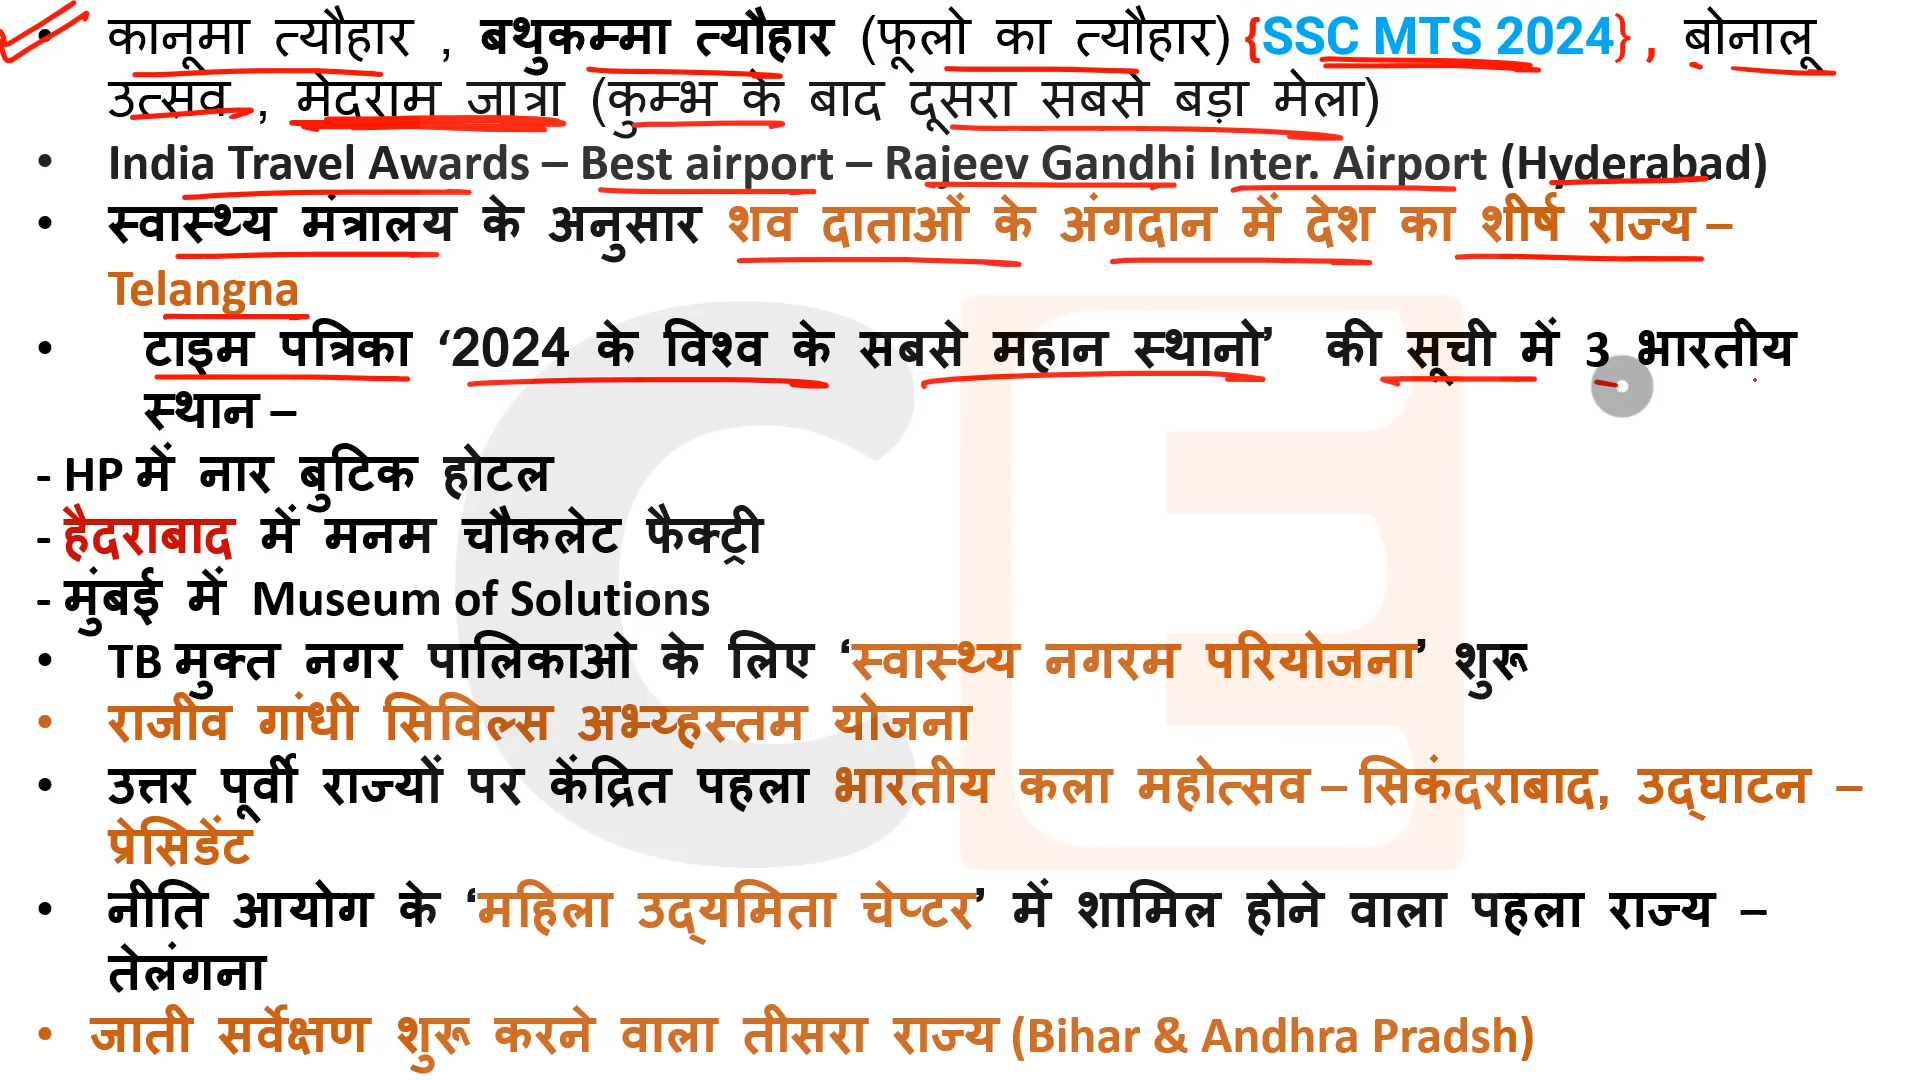 • कानूमा त्यौहार , बथुकम्मा त्यौहार (फूलो का त्यौहार) {SSC MTS 2024} , बोनालू
उत्सव , मेदराम जात्रा (कुम्भ के बाद दूसरा सबसे बड़ा मेला)
• India Travel Awards – Best airport – Rajeev Gandhi Inter. Airport (Hyderabad)
• स्वास्थ्य मंत्रालय के अनुसार शव दाताओं के अंगदान में देश का शीर्ष राज्य –
Telangna
• टाइम पत्रिका ‘2024 के विश्व के सबसे महान स्थानो’ की सूची में 3 भारतीय
स्थान –
- HP में नार बुटिक होटल
- हैदराबाद में मनम चौकलेट फैक्ट्री
- मुंबई में Museum of Solutions
• TB मुक्त नगर पालिकाओ के लिए ‘स्वास्थ्य नगरम परियोजना’ शुरू
• राजीव गांधी सिविल्स अभ्य्हस्तम योजना
• उत्तर पूर्वी राज्यों पर केंद्रित पहला भारतीय कला महोत्सव – सिकंदराबाद, उद्घाटन –
प्रेसिडेंट
• नीति आयोग के ‘महिला उद्यमिता चेप्टर’ में शामिल होने वाला पहला राज्य –
तेलंगना
• जाती सर्वेक्षण शुरू करने वाला तीसरा राज्य (Bihar & Andhra Pradsh)
CE